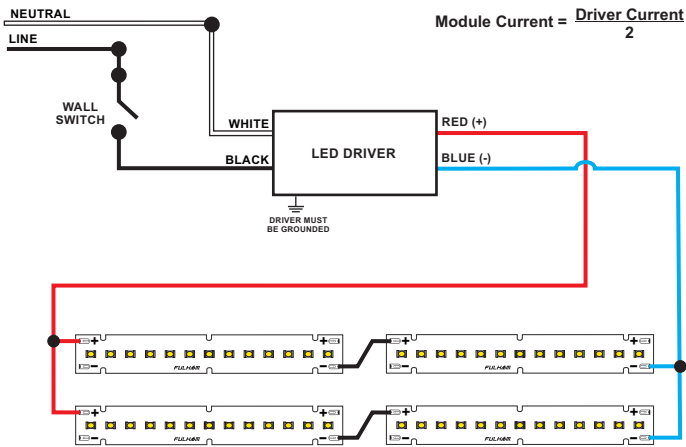 NEUTRAL
LINE
Module Current = Driver Current
2
WALL
SWITCH
WHITE
BLACK
LED DRIVER
RED (+)
BLUE (-)
DRIVER MUST
BE GROUNDED
+ + + +
- - - -
FULHAM FULHAM
+ + + +
- - - -
FULHAM FULHAM